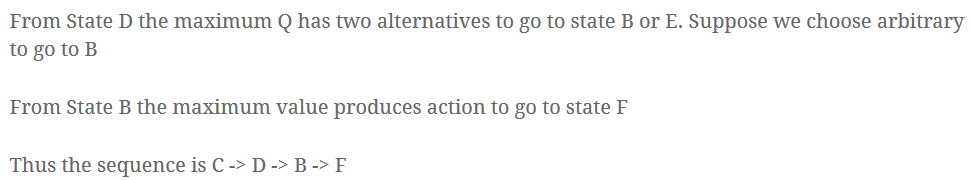 From State D the maximum Q has two alternatives to go to state B or E. Suppose we choose arbitrary
to go to B
From State B the maximum value produces action to go to state F
Thus the sequence is C -> D -> B -> F